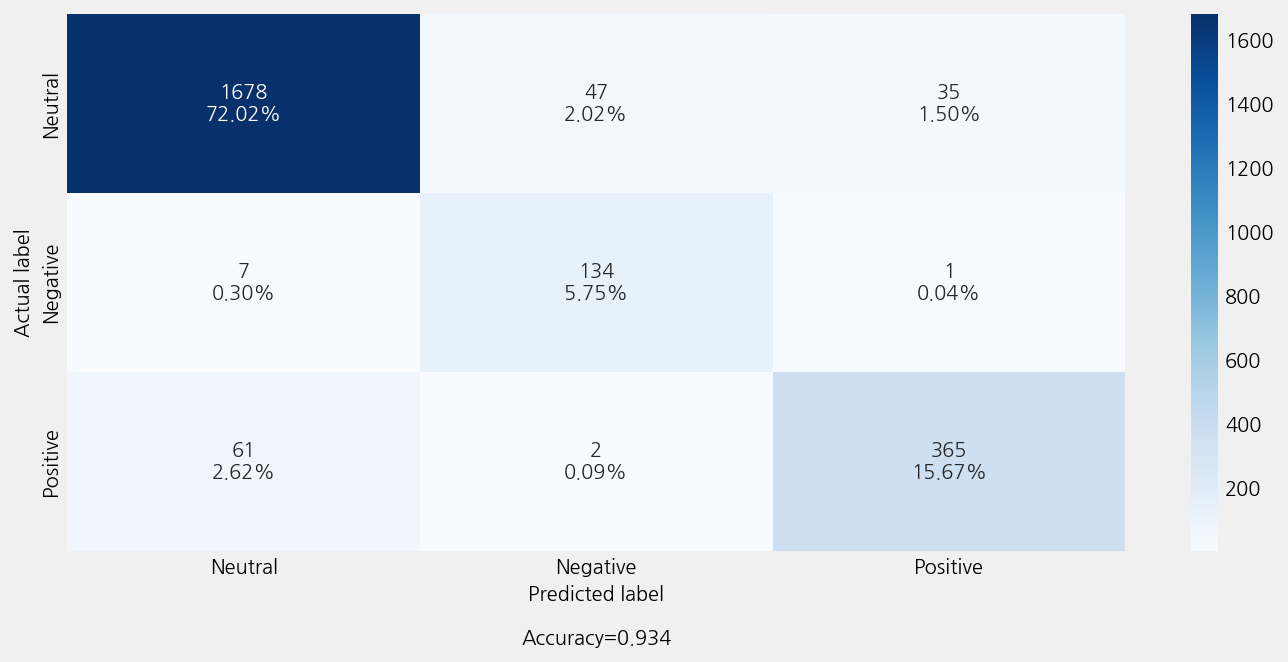 Actual label
Neutral
Negative
Positive
1678
72.02%
47
2.02%
35
1.50%
7
0.30%
134
5.75%
1
0.04%
61
2.62%
2
0.09%
365
15.67%
Neutral
Negative
Positive
Predicted label
Accuracy=0.934
1600
1400
1200
1000
800
600
400
200